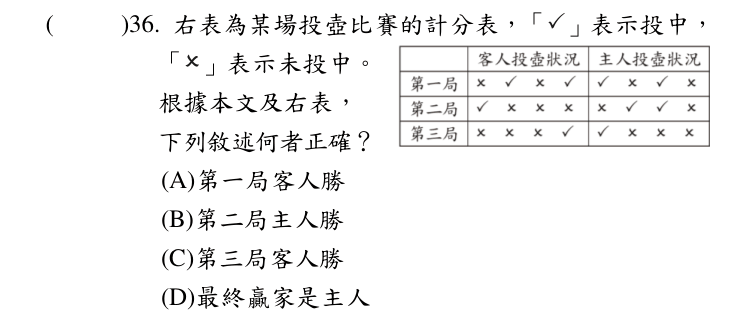 (　　)36. 右表為某場投壺比賽的計分表，「✓」表示投中，
「×」表示未投中。
根據本文及右表，
下列敘述何者正確？
(A)第一局客人勝
(B)第二局主人勝
(C)第三局客人勝
(D)最終贏家是主人
客人投壺狀況 主人投壺狀況
第一局 × ✓ × ✓ ✓ × ✓ ×
第二局 ✓ × × × × ✓ ✓ ×
第三局 × × × ✓ ✓ × × ×